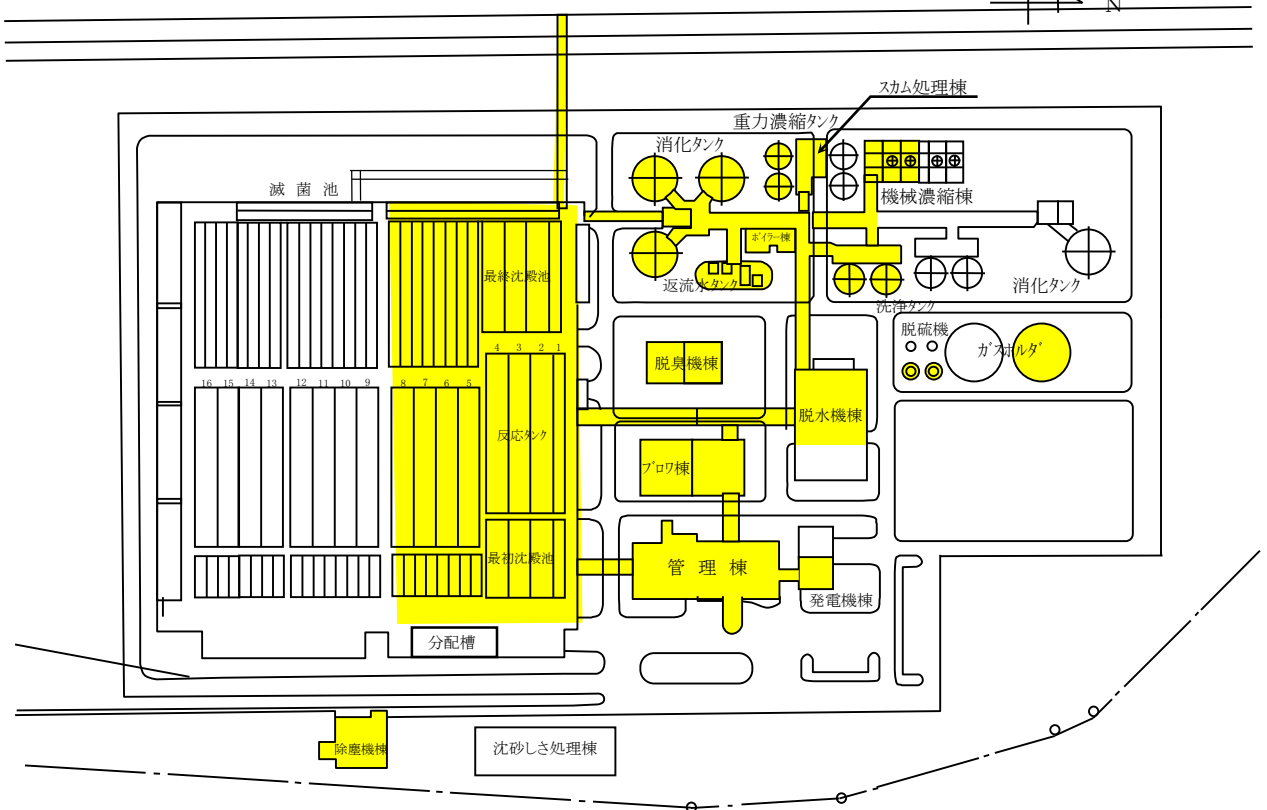 N
スカム処理棟
重力濃縮タンク
消化タンク
滅菌池
機械濃縮棟
ボイラー棟
最終沈殿池
返流水タンク
消化タンク
洗浄タンク
脱硫機
ガスホルダ
4 3 2 1
脱臭機棟
16 15 14 13 12 11 10 9 8 7 6 5
脱水機棟
反応タンク
ブロワ棟
最初沈殿池
管理棟
発電機棟
分配槽
除塵機棟
沈砂しさ処理棟